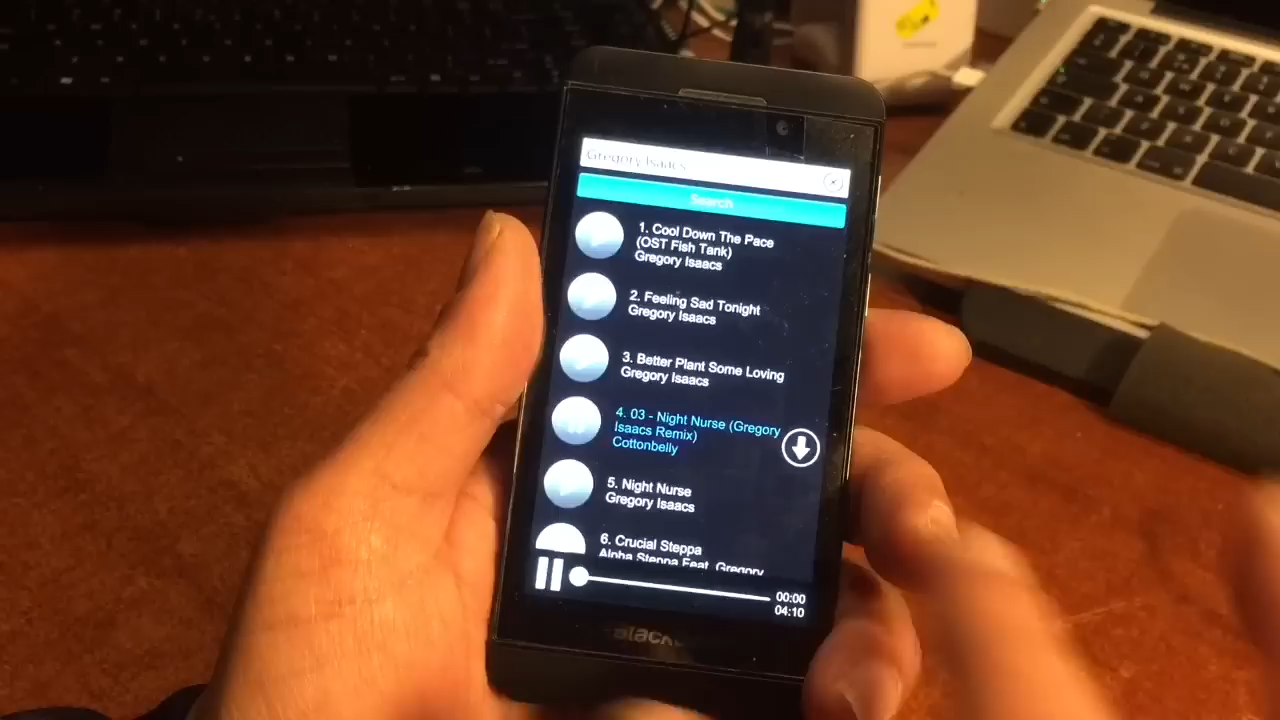 Gregory Isaacs
Search
1. Cool Down The Pace
(OST Fish Tank)
Gregory Isaacs
2. Feeling Sad Tonight
Gregory Isaacs
3. Better Plant Some Loving
Gregory Isaacs
4. 03 - Night Nurse (Gregory
Isaacs Remix)
Cottonbelly
5. Night Nurse
Gregory Isaacs
6. Crucial Steppa
Alpha Steppa Feat. Gregory
00:00
04:10